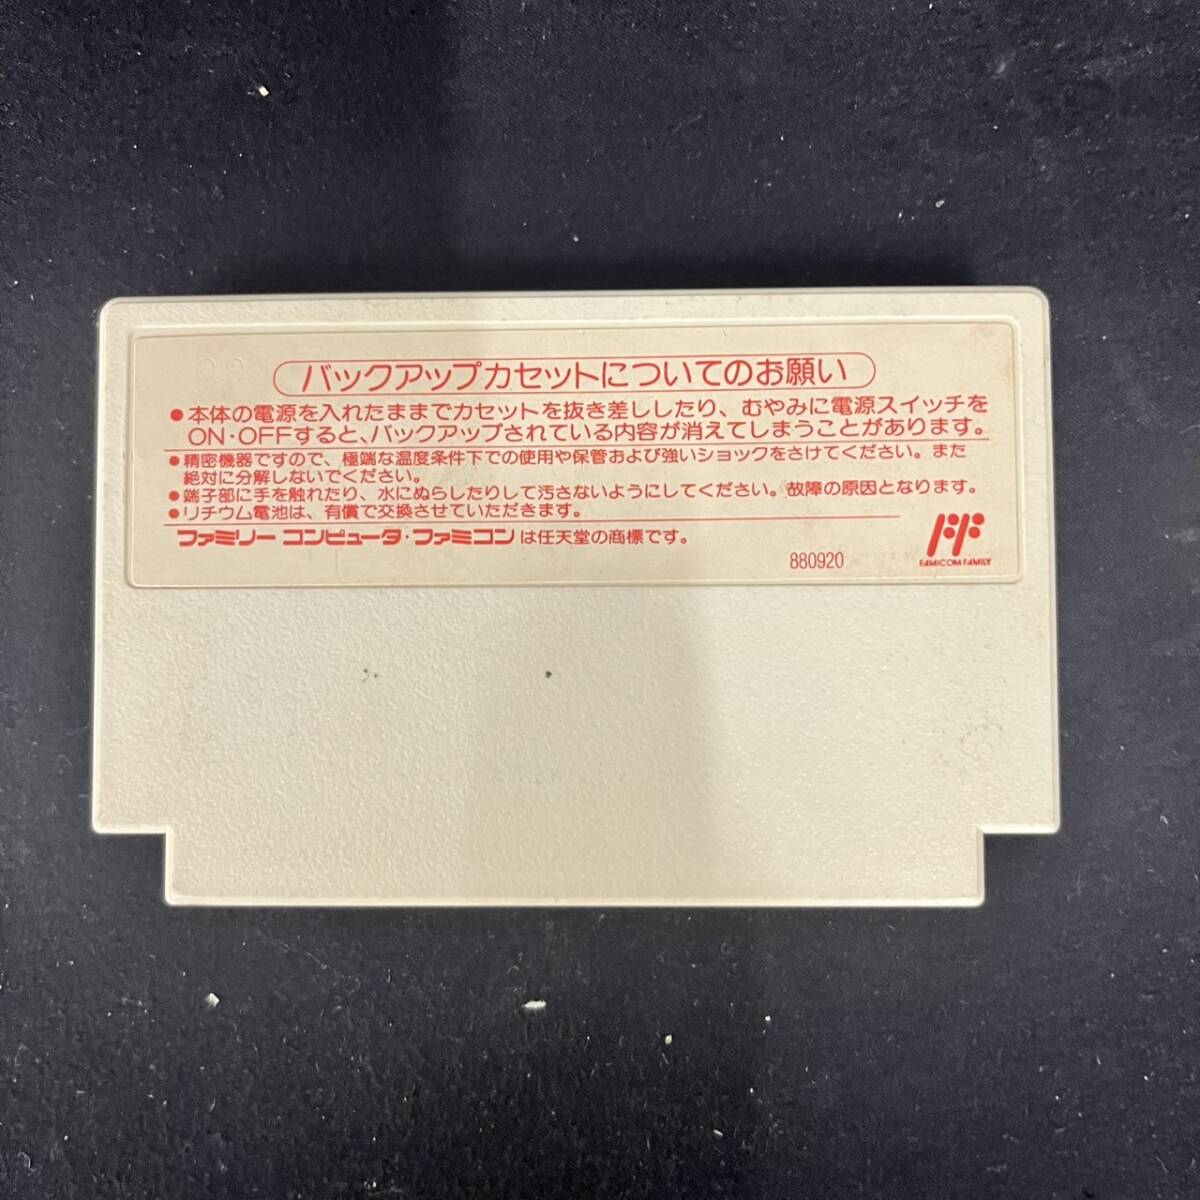 バックアップカセットについてのお願い
●本体の電源を入れたままでカセットを抜き差ししたり、むやみに電源スイッチを
ON・OFFすると、バックアップされている内容が消えてしまうことがあります。
●精密機器ですので、極端な温度条件下での使用や保管および強いショックをさけてください。また
絶対に分解しないでください。
●端子部に手を触れたり、水にぬらしたりして汚さないようにしてください。故障の原因となります。
●リチウム電池は、有償で交換させていただきます。
ファミリー コンピュータ・ファミコン は任天堂の商標です。
880920
FAMICOM FAMILY